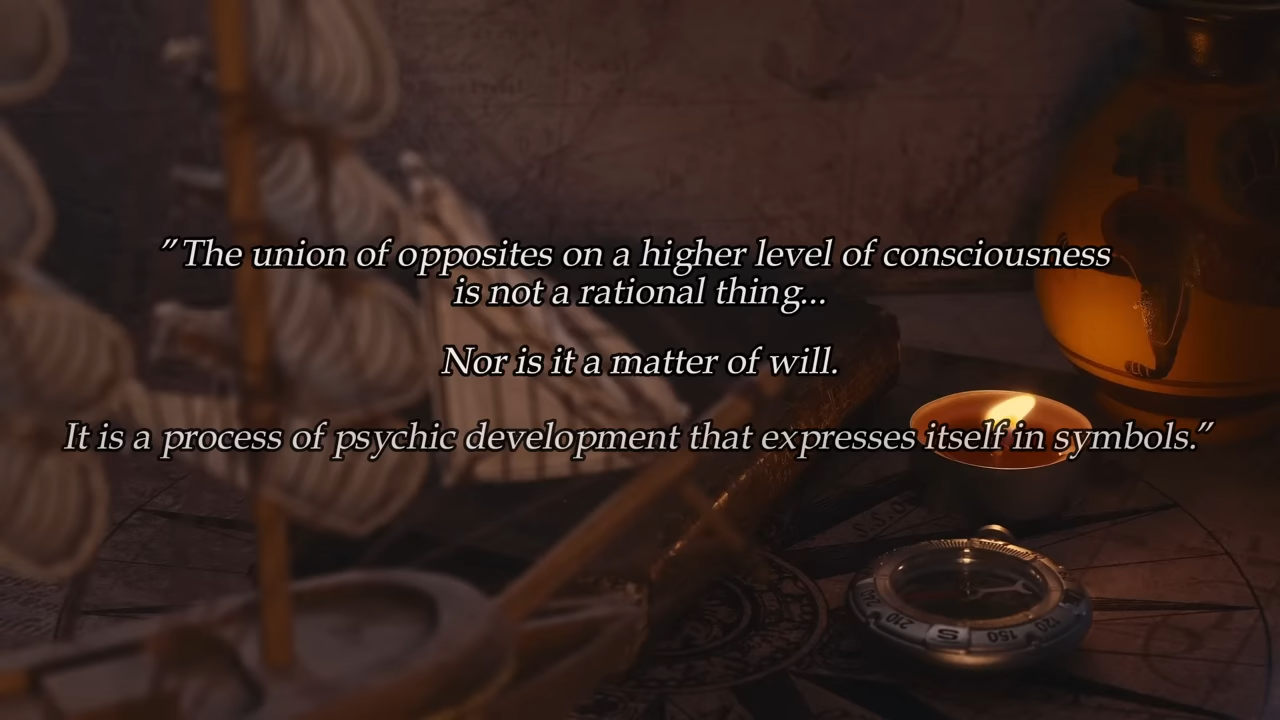 "The union of opposites on a higher level of consciousness
is not a rational thing...
Nor is it a matter of will.
It is a process of psychic development that expresses itself in symbols."
S.S.O.
210
S
150
120